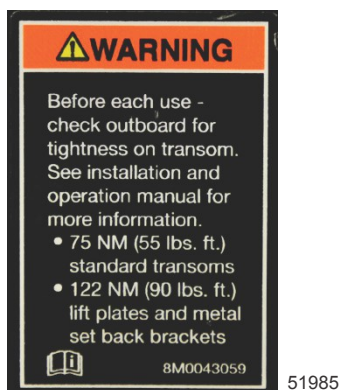 WARNING
Before each use -
check outboard for
tightness on transom.
See installation and
operation manual for
more information.
• 75 NM (55 lbs. ft.)
standard transoms
• 122 NM (90 lbs. ft.)
lift plates and metal
set back brackets
8M0043059
51985